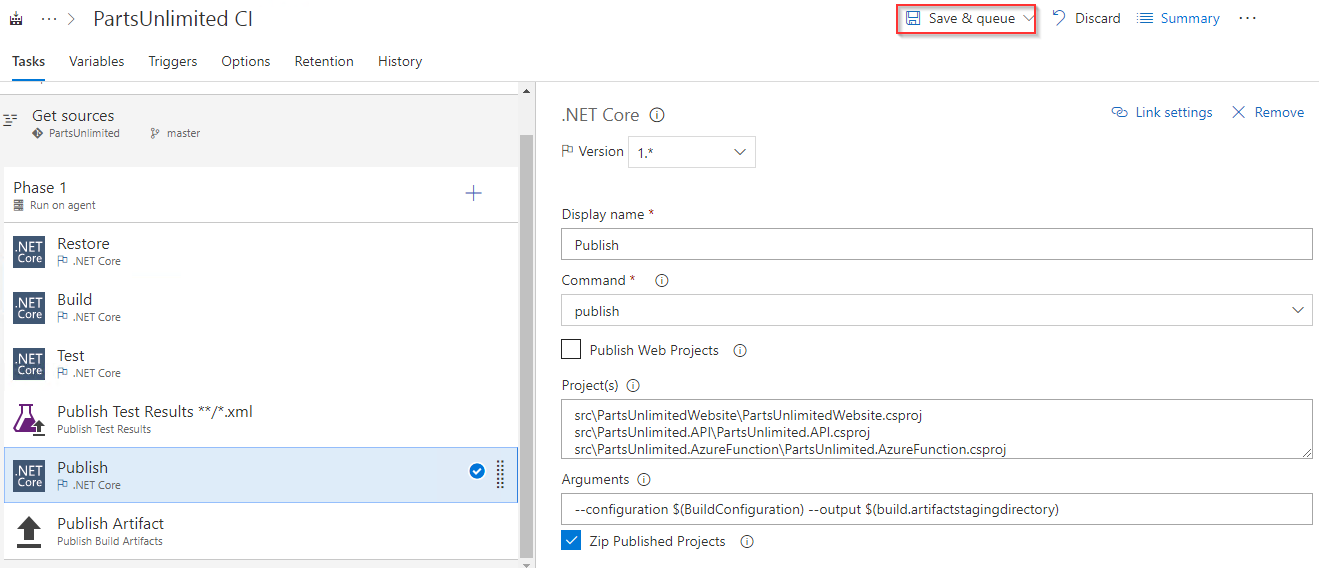 ··· > PartsUnlimited CI
Save & queue Discard Summary ···
Tasks Variables Triggers Options Retention History
Get sources
PartsUnlimited master
Phase 1
Run on agent
.NET Core Restore
.NET Core
.NET Core Build
.NET Core
.NET Core Test
.NET Core
Publish Test Results **/*.xml
Publish Test Results
.NET Core Publish
.NET Core
Publish Artifact
Publish Build Artifacts
.NET Core
Link settings Remove
Version 1.*
Display name *
Publish
Command *
publish
Publish Web Projects
Project(s)
src\PartsUnlimitedWebsite\PartsUnlimitedWebsite.csproj
src\PartsUnlimited.API\PartsUnlimited.API.csproj
src\PartsUnlimited.AzureFunction\PartsUnlimited.AzureFunction.csproj
Arguments
--configuration $(BuildConfiguration) --output $(build.artifactstagingdirectory)
Zip Published Projects